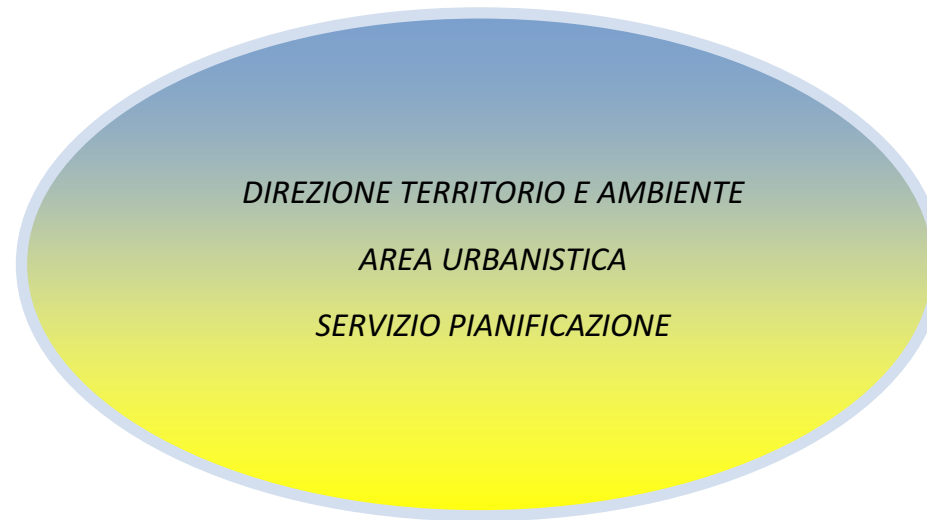 DIREZIONE TERRITORIO E AMBIENTE
AREA URBANISTICA
SERVIZIO PIANIFICAZIONE